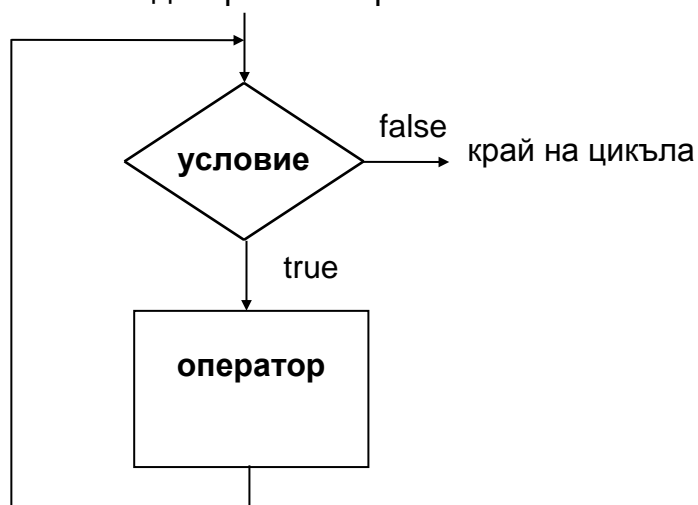 false
условие
край на цикъла
true
оператор